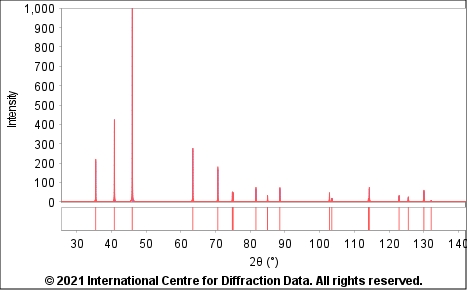 1,000
900
800
700
600
500
400
300
200
100
0
Intensity
30 40 50 60 70 80 90 100 110 120 130 140
2θ (°)
© 2021 International Centre for Diffraction Data. All rights reserved.